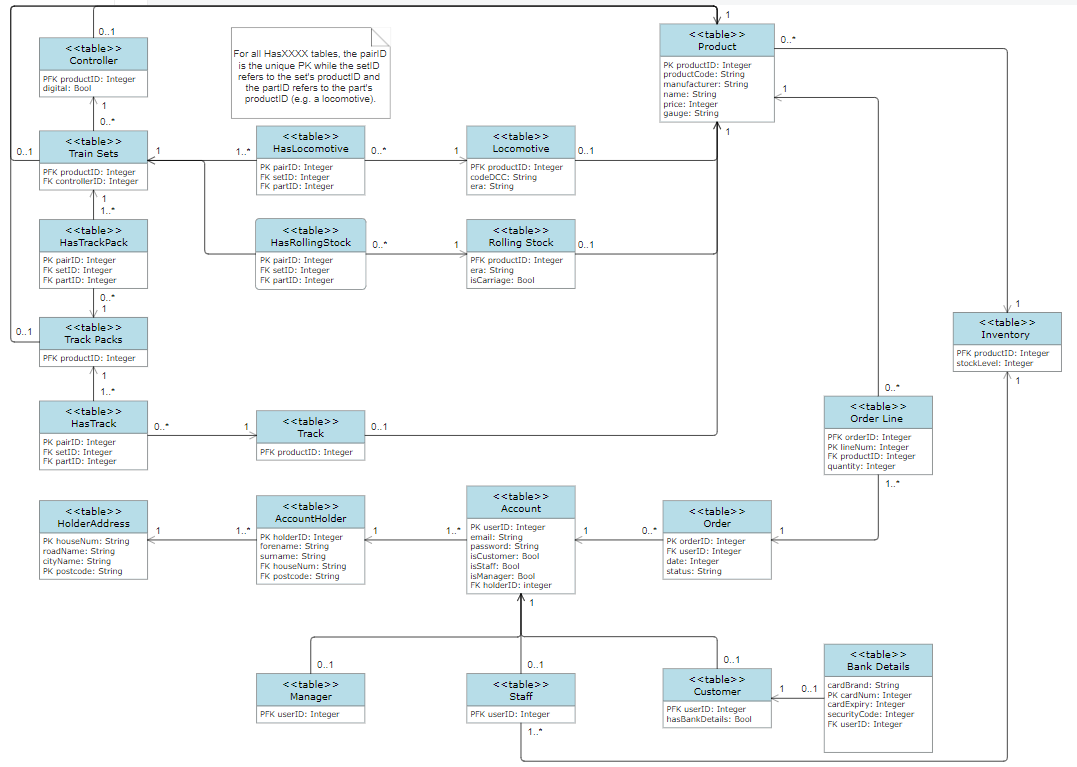 0..1
<<table>>
Controller
PFK productID: Integer
digital: Bool
1
0..*
For all HasXXXX tables, the pairID
is the unique PK while the setID
refers to the set's productID and
the partID refers to the part's
productID (e.g. a locomotive).
1
<<table>>
Product
PK productID: Integer
productCode: String
manufacturer: String
name: String
price: Integer
gauge: String
0..*
1
1
0..1
<<table>>
Train Sets
PFK productID: Integer
FK controllerID: Integer
1
1..*
1
1..*
<<table>>
HasLocomotive
PK pairID: Integer
FK setID: Integer
FK partID: Integer
0..*
1
<<table>>
Locomotive
PFK productID: Integer
codeDCC: String
era: String
0..1
<<table>>
HasTrackPack
PK pairID: Integer
FK setID: Integer
FK partID: Integer
0..*
1
<<table>>
HasRollingStock
PK pairID: Integer
FK setID: Integer
FK partID: Integer
0..*
1
<<table>>
Rolling Stock
PFK productID: Integer
era: String
isCarriage: Bool
0..1
0..1
<<table>>
Track Packs
PFK productID: Integer
1
1..*
1
<<table>>
Inventory
PFK productID: Integer
stockLevel: Integer
1
<<table>>
HasTrack
PK pairID: Integer
FK setID: Integer
FK partID: Integer
0..*
1
<<table>>
Track
PFK productID: Integer
0..1
0..*
<<table>>
Order Line
PFK orderID: Integer
PK lineNum: Integer
FK productID: Integer
quantity: Integer
1..*
<<table>>
HolderAddress
PK houseNum: String
roadName: String
cityName: String
PK postcode: String
1
1..*
<<table>>
AccountHolder
PK holderID: Integer
forename: String
surname: String
FK houseNum: String
FK postcode: String
1
1..*
<<table>>
Account
PK userID: Integer
email: String
password: String
isCustomer: Bool
isStaff: Bool
isManager: Bool
FK holderID: integer
1
1
0..*
<<table>>
Order
PK orderID: Integer
FK userID: Integer
date: Integer
status: String
1
0..1
<<table>>
Manager
PFK userID: Integer
0..1
<<table>>
Staff
PFK userID: Integer
1..*
0..1
<<table>>
Customer
PFK userID: Integer
hasBankDetails: Bool
1
0..1
<<table>>
Bank Details
cardBrand: String
PK cardNum: Integer
cardExpiry: Integer
securityCode: Integer
FK userID: Integer